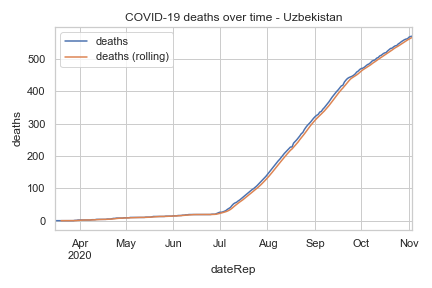 COVID-19 deaths over time - Uzbekistan
deaths
deaths (rolling)
500
400
300
200
100
0
deaths
Apr May Jun Jul Aug Sep Oct Nov
2020
dateRep